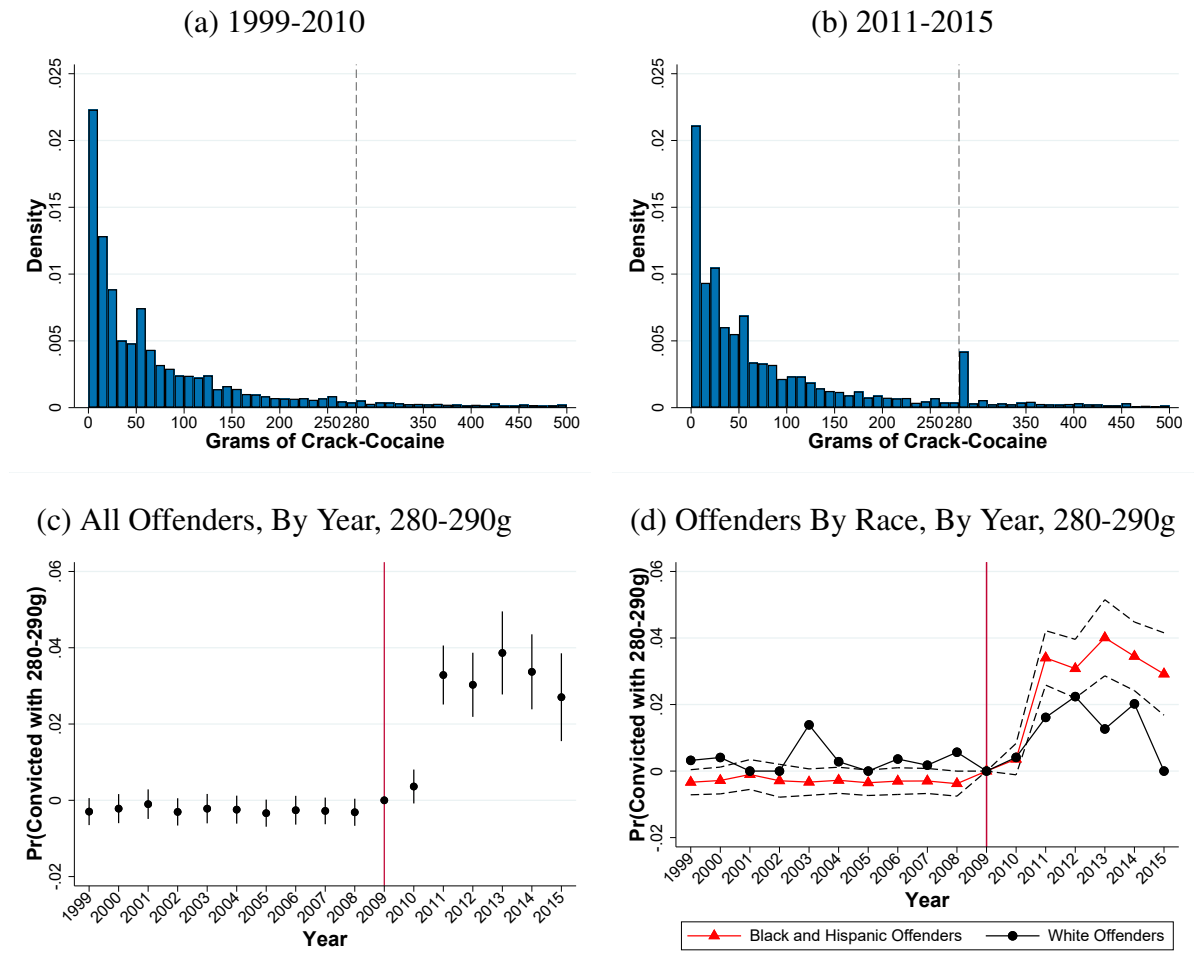 (a) 1999-2010
(b) 2011-2015
Density
.025
.02
.015
.01
.005
0
0 50 100 150 200 250 280 350 400 450 500
Grams of Crack-Cocaine
Density
.025
.02
.015
.01
.005
0
0 50 100 150 200 250 280 350 400 450 500
Grams of Crack-Cocaine
(c) All Offenders, By Year, 280-290g
(d) Offenders By Race, By Year, 280-290g
Pr(Convicted with 280-290g)
.06
.04
.02
0
-.02
1999 2000 2001 2002 2003 2004 2005 2006 2007 2008 2009 2010 2011 2012 2013 2014 2015
Year
Pr(Convicted with 280-290g)
.06
.04
.02
0
-.02
1999 2000 2001 2002 2003 2004 2005 2006 2007 2008 2009 2010 2011 2012 2013 2014 2015
Year
Black and Hispanic Offenders White Offenders